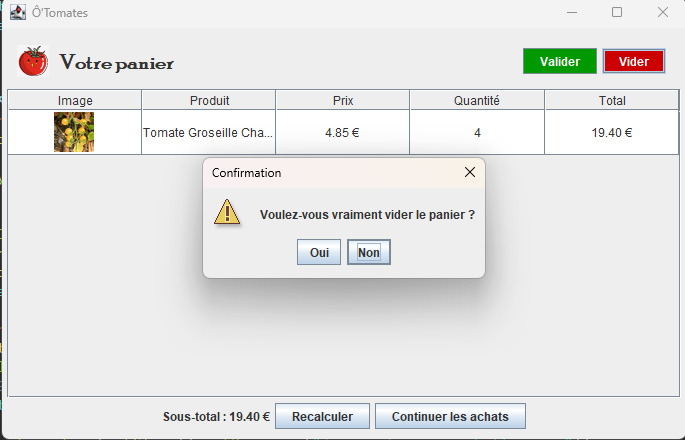 Ô'Tomates
Votre panier
Valider
Vider
Image Produit Prix Quantité Total
Tomate Groseille Cha... 4.85 € 4 19.40 €
Confirmation
Voulez-vous vraiment vider le panier ?
Oui Non
Sous-total : 19.40 € Recalculer Continuer les achats